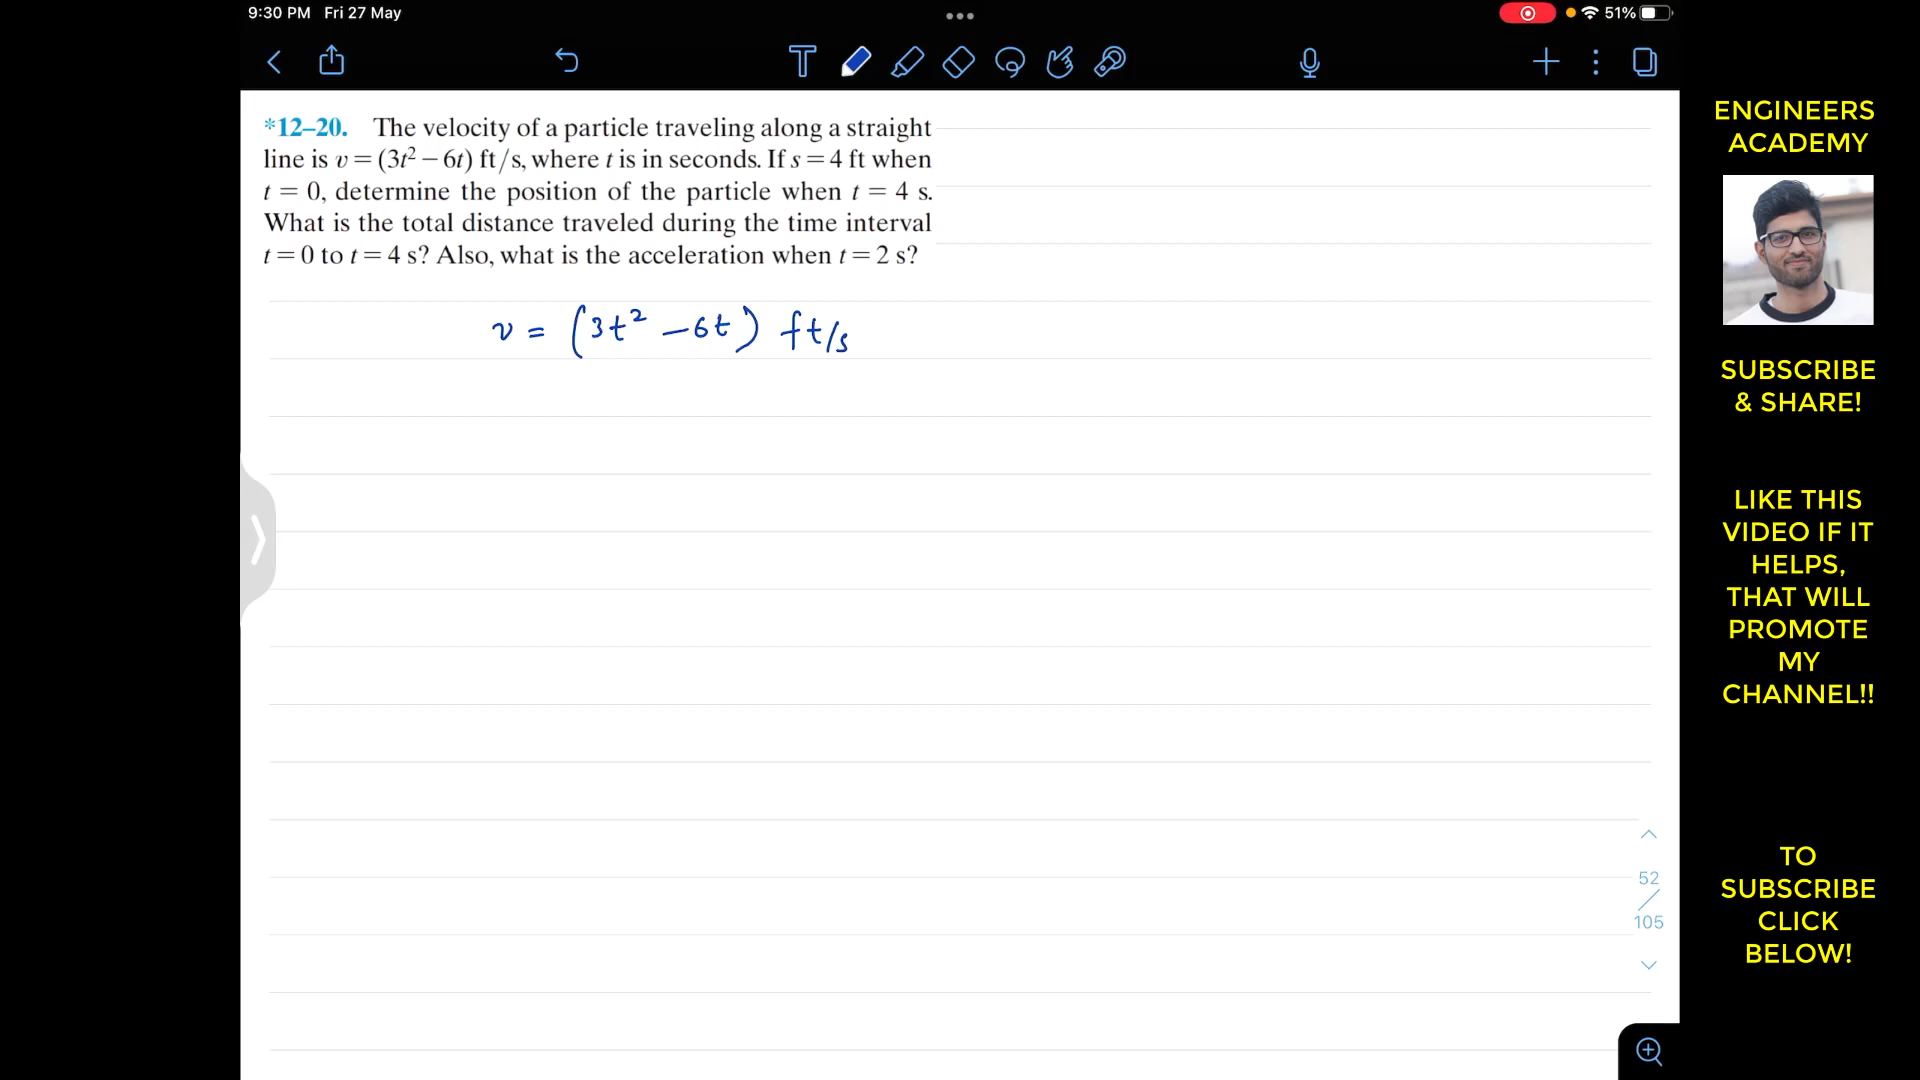 9:30 PM Fri 27 May
51%
*12–20. The velocity of a particle traveling along a straight
line is v = (3t² – 6t) ft/s, where t is in seconds. If s = 4 ft when
t = 0, determine the position of the particle when t = 4 s.
What is the total distance traveled during the time interval
t = 0 to t = 4 s? Also, what is the acceleration when t = 2 s?
v = (3t² – 6t) ft/s
52
/
105
ENGINEERS
ACADEMY
SUBSCRIBE
& SHARE!
LIKE THIS
VIDEO IF IT
HELPS,
THAT WILL
PROMOTE
MY
CHANNEL!!
TO
SUBSCRIBE
CLICK
BELOW!